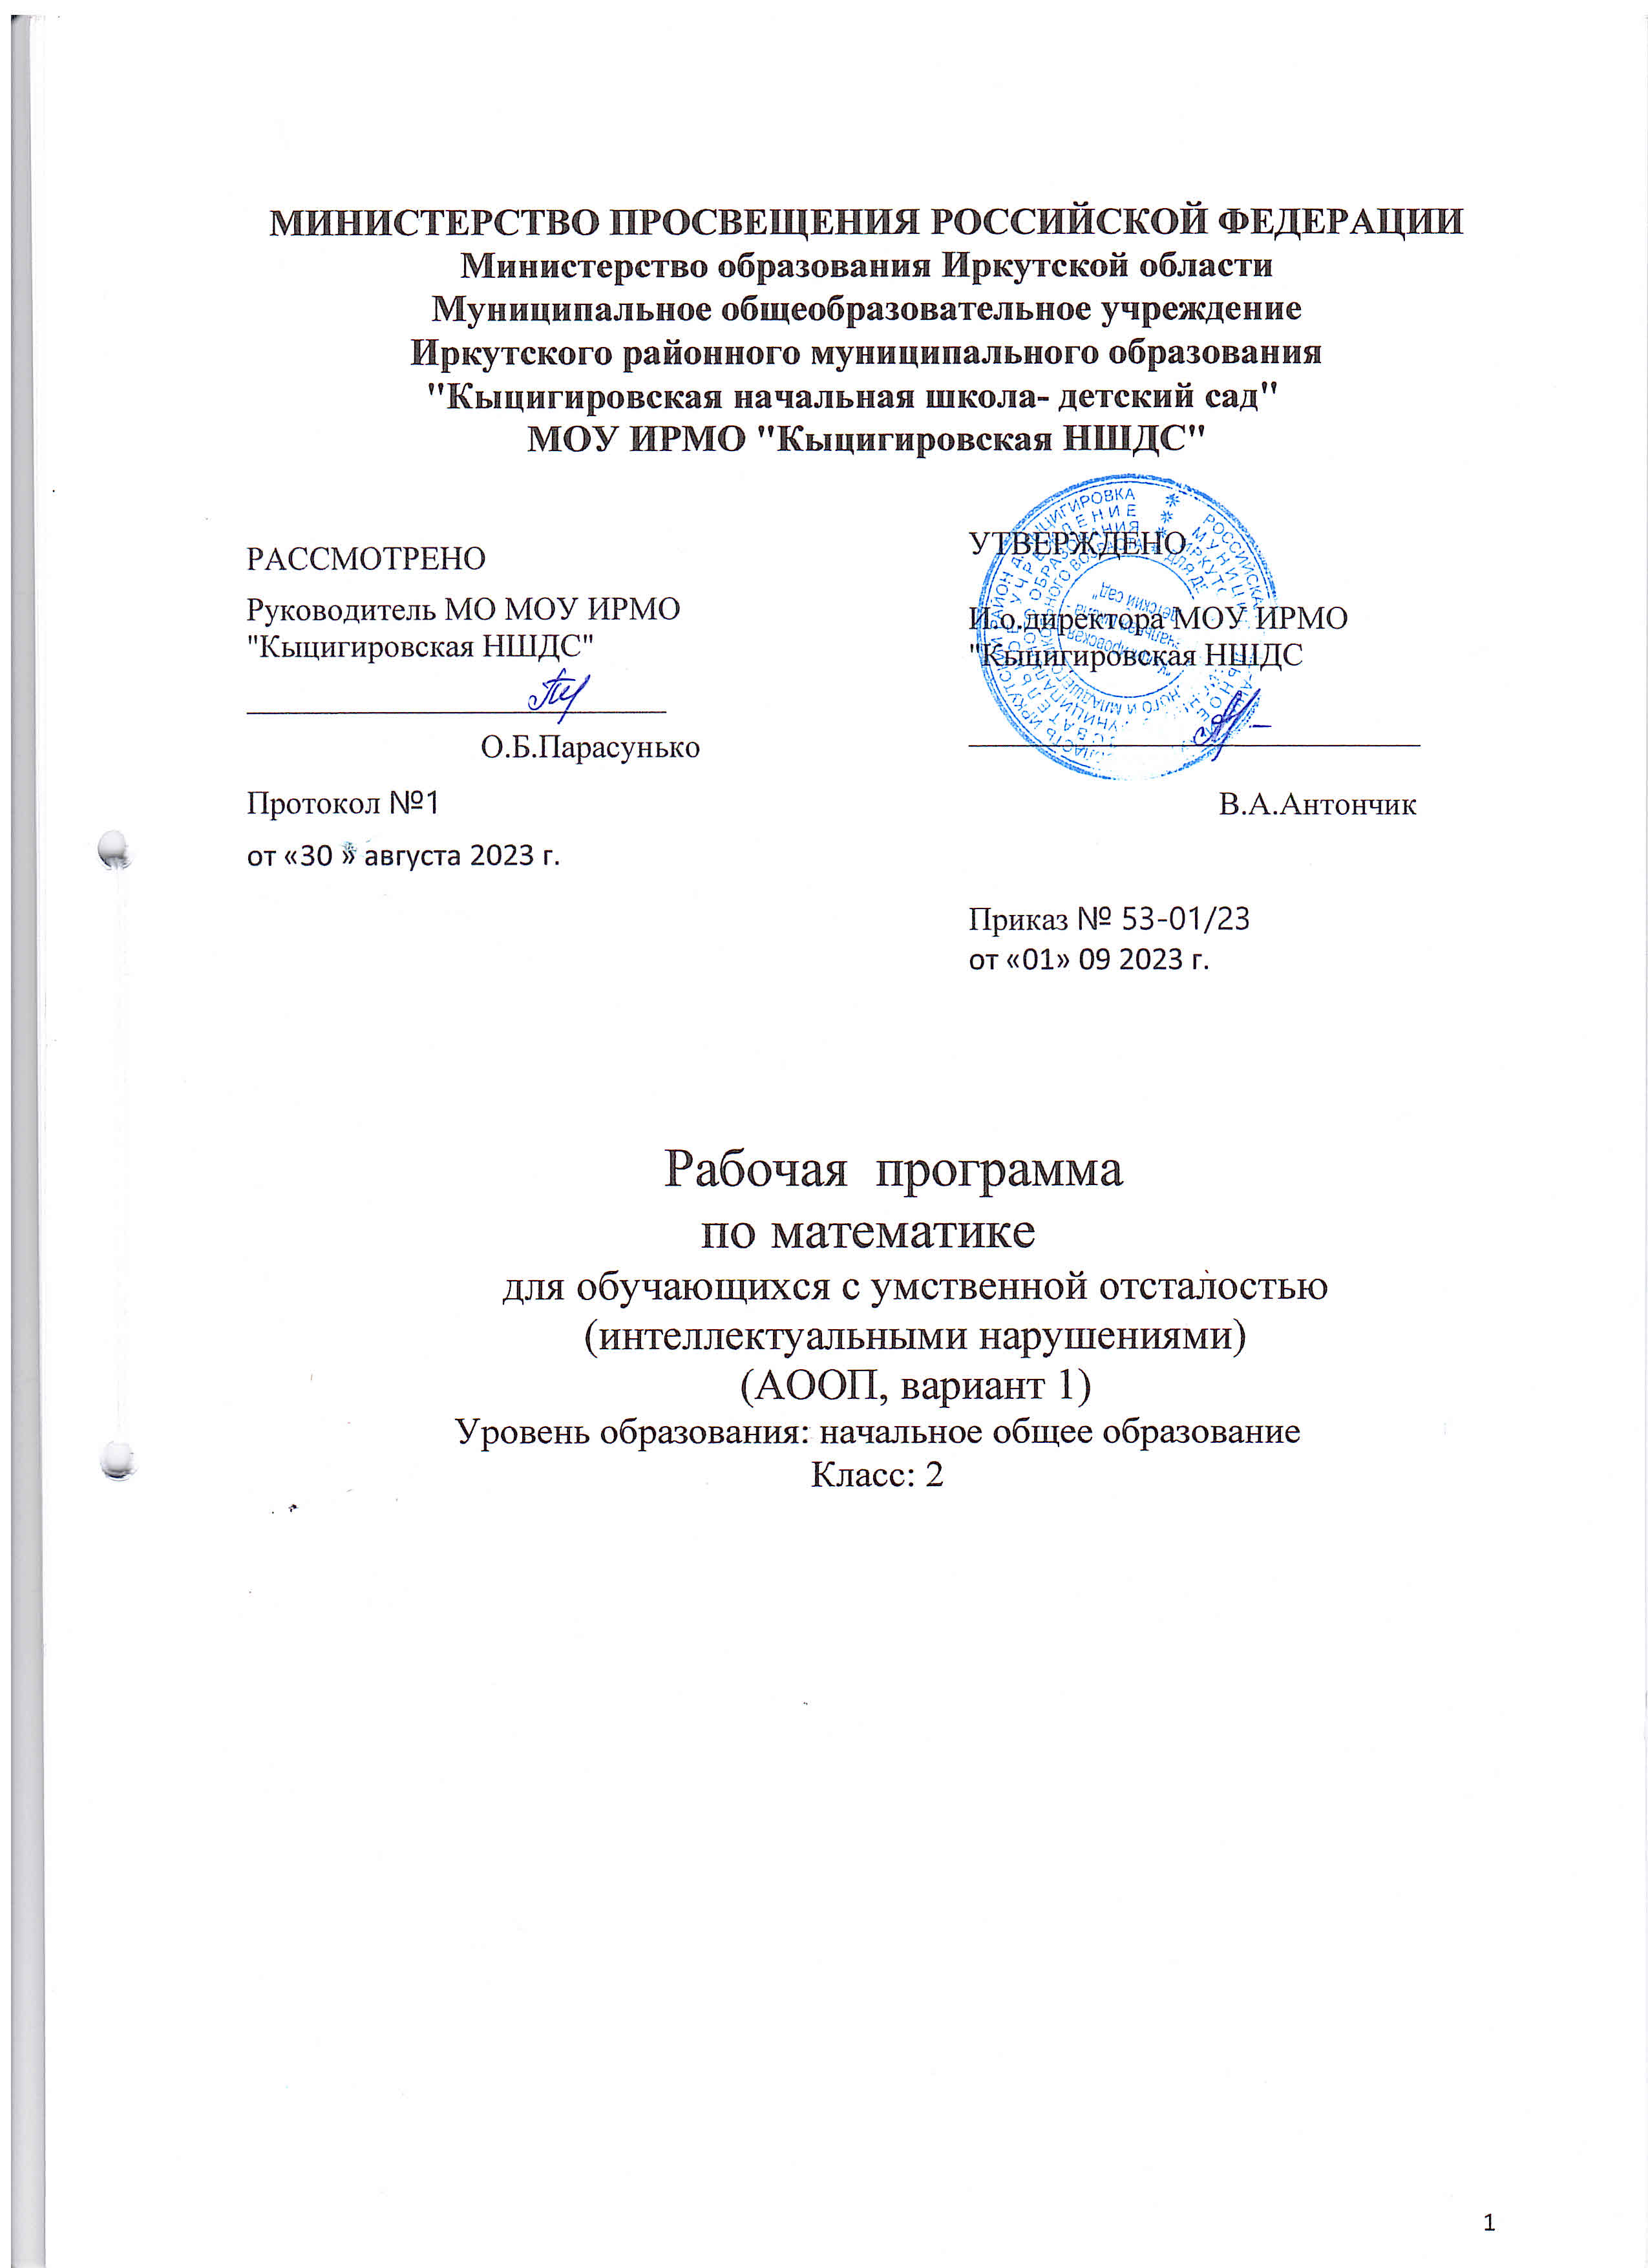 МИНИСТЕРСТВО ПРОСВЕЩЕНИЯ РОССИЙСКОЙ ФЕДЕРАЦИИ
Министерство образования Иркутской области
Муниципальное общеобразовательное учреждение
Иркутского районного муниципального образования
"Кыцигировская начальная школа- детский сад"
МОУ ИРМО "Кыцигировская НШДС"
РАССМОТРЕНО
Руководитель МО МОУ ИРМО
"Кыцигировская НШДС"
О.Б.Парасунько
Протокол №1
от «30 » августа 2023 г.
УТВЕРЖДЕНО
И.о.директора МОУ ИРМО
"Кыцигировская НШДС
В.А.Антончик
Приказ № 53-01/23
от «01» 09 2023 г.
Рабочая программа
по математике
для обучающихся с умственной отсталостью
(интеллектуальными нарушениями)
(АООП, вариант 1)
Уровень образования: начальное общее образование
Класс: 2
1